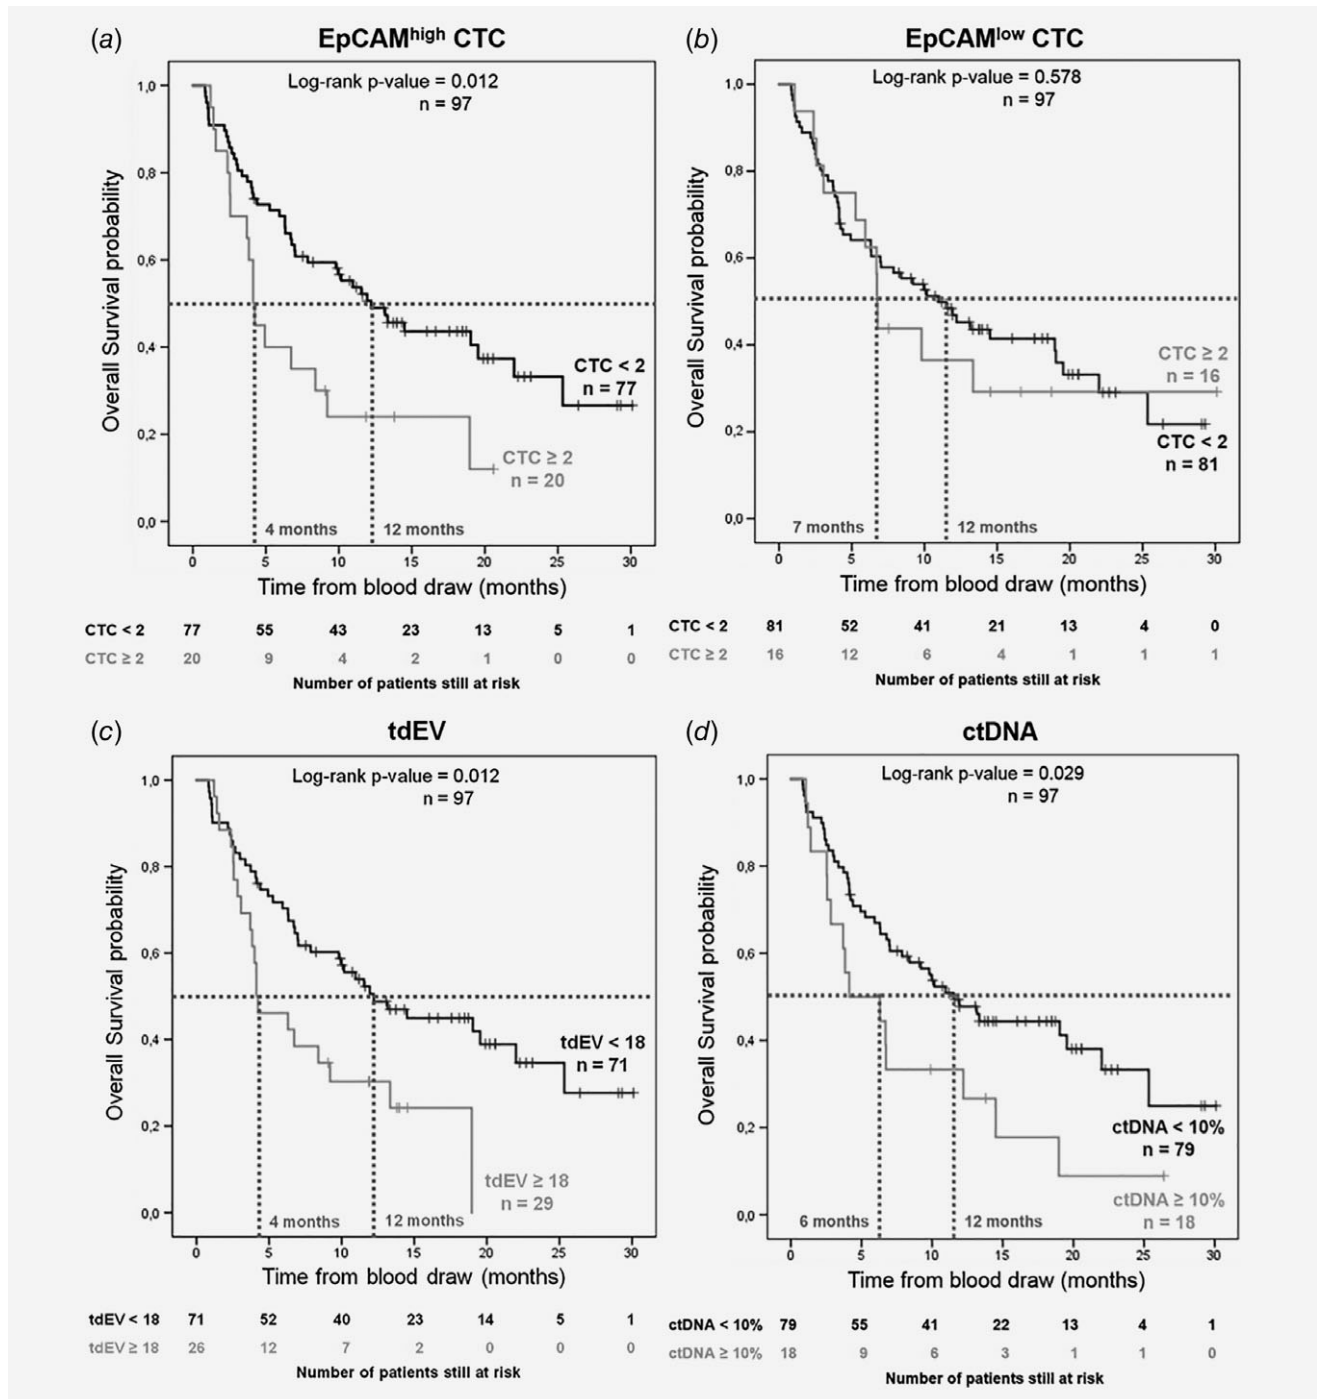 (a) EpCAMhigh CTC
Log-rank p-value = 0.012
n = 97
Overall Survival probability
1,0
0,8
0,6
0,4
0,2
0,0
CTC < 2
n = 77
CTC ≥ 2
n = 20
4 months
12 months
0 5 10 15 20 25 30
Time from blood draw (months)
CTC < 2 77 55 43 23 13 5 1
CTC ≥ 2 20 9 4 2 1 0 0
Number of patients still at risk
(b) EpCAMlow CTC
Log-rank p-value = 0.578
n = 97
Overall Survival probability
1,0
0,8
0,6
0,4
0,2
0,0
CTC ≥ 2
n = 16
CTC < 2
n = 81
7 months
12 months
0 5 10 15 20 25 30
Time from blood draw (months)
CTC < 2 81 52 41 21 13 4 0
CTC ≥ 2 16 12 6 4 1 1 1
Number of patients still at risk
(c) tdEV
Log-rank p-value = 0.012
n = 97
Overall Survival probability
1,0
0,8
0,6
0,4
0,2
0,0
tdEV < 18
n = 71
tdEV ≥ 18
n = 29
4 months
12 months
0 5 10 15 20 25 30
Time from blood draw (months)
tdEV < 18 71 52 40 23 14 5 1
tdEV ≥ 18 26 12 7 2 0 0 0
Number of patients still at risk
(d) ctDNA
Log-rank p-value = 0.029
n = 97
Overall Survival probability
1,0
0,8
0,6
0,4
0,2
0,0
ctDNA < 10%
n = 79
ctDNA ≥ 10%
n = 18
6 months
12 months
0 5 10 15 20 25 30
Time from blood draw (months)
ctDNA < 10% 79 55 41 22 13 4 1
ctDNA ≥ 10% 18 9 6 3 1 1 0
Number of patients still at risk